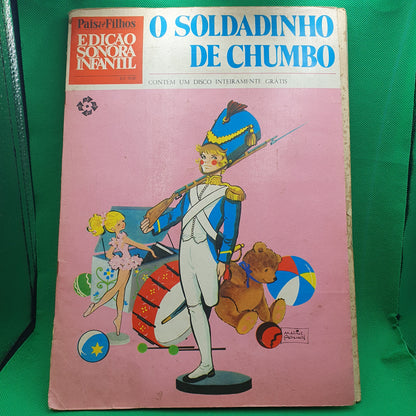 Pais&Filhos
EDIÇÃO
SONORA
INFANTIL
O SOLDADINHO
DE CHUMBO
CONTÉM UM DISCO INTEIRAMENTE GRÁTIS